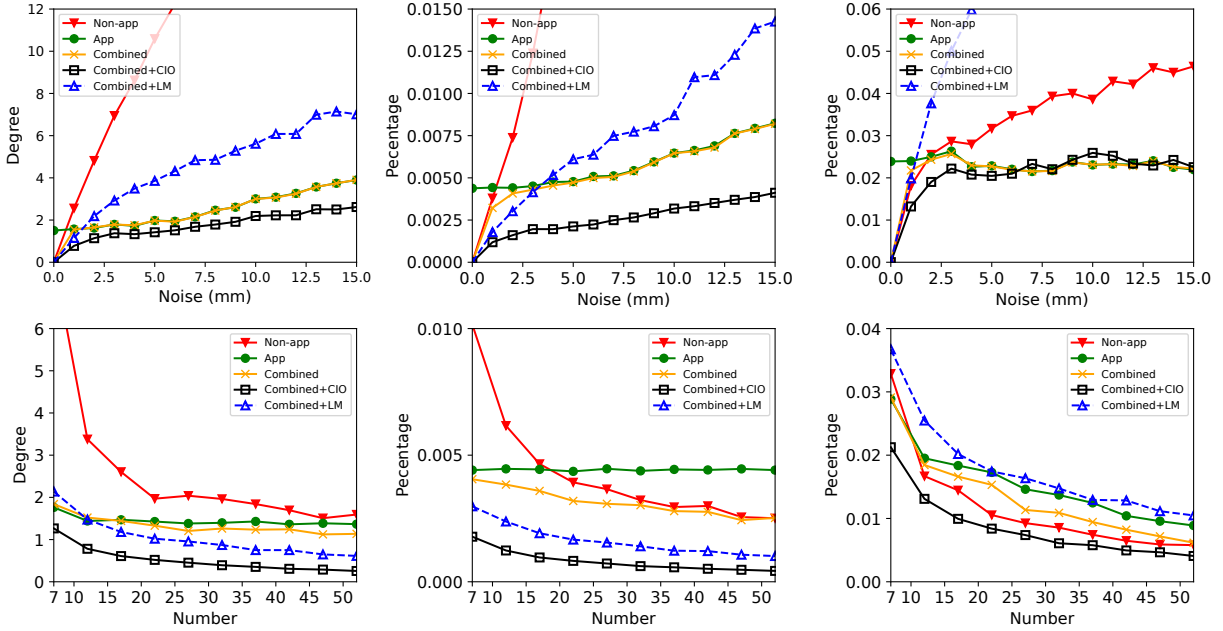 12
10
8
6
4
2
0
Degree
0.0 2.5 5.0 7.5 10.0 12.5 15.0
Noise (mm)
Non-app
App
Combined
Combined+CIO
Combined+LM
0.0150
0.0125
0.0100
0.0075
0.0050
0.0025
0.0000
Pecentage
0.0 2.5 5.0 7.5 10.0 12.5 15.0
Noise (mm)
Non-app
App
Combined
Combined+CIO
Combined+LM
0.06
0.05
0.04
0.03
0.02
0.01
0.00
Pecentage
0.0 2.5 5.0 7.5 10.0 12.5 15.0
Noise (mm)
Non-app
App
Combined
Combined+CIO
Combined+LM
6
5
4
3
2
1
0
Degree
7 10 15 20 25 30 35 40 45 50
Number
Non-app
App
Combined
Combined+CIO
Combined+LM
0.010
0.005
0.000
Pecentage
7 10 15 20 25 30 35 40 45 50
Number
Non-app
App
Combined
Combined+CIO
Combined+LM
0.04
0.03
0.02
0.01
0.00
Pecentage
7 10 15 20 25 30 35 40 45 50
Number
Non-app
App
Combined
Combined+CIO
Combined+LM